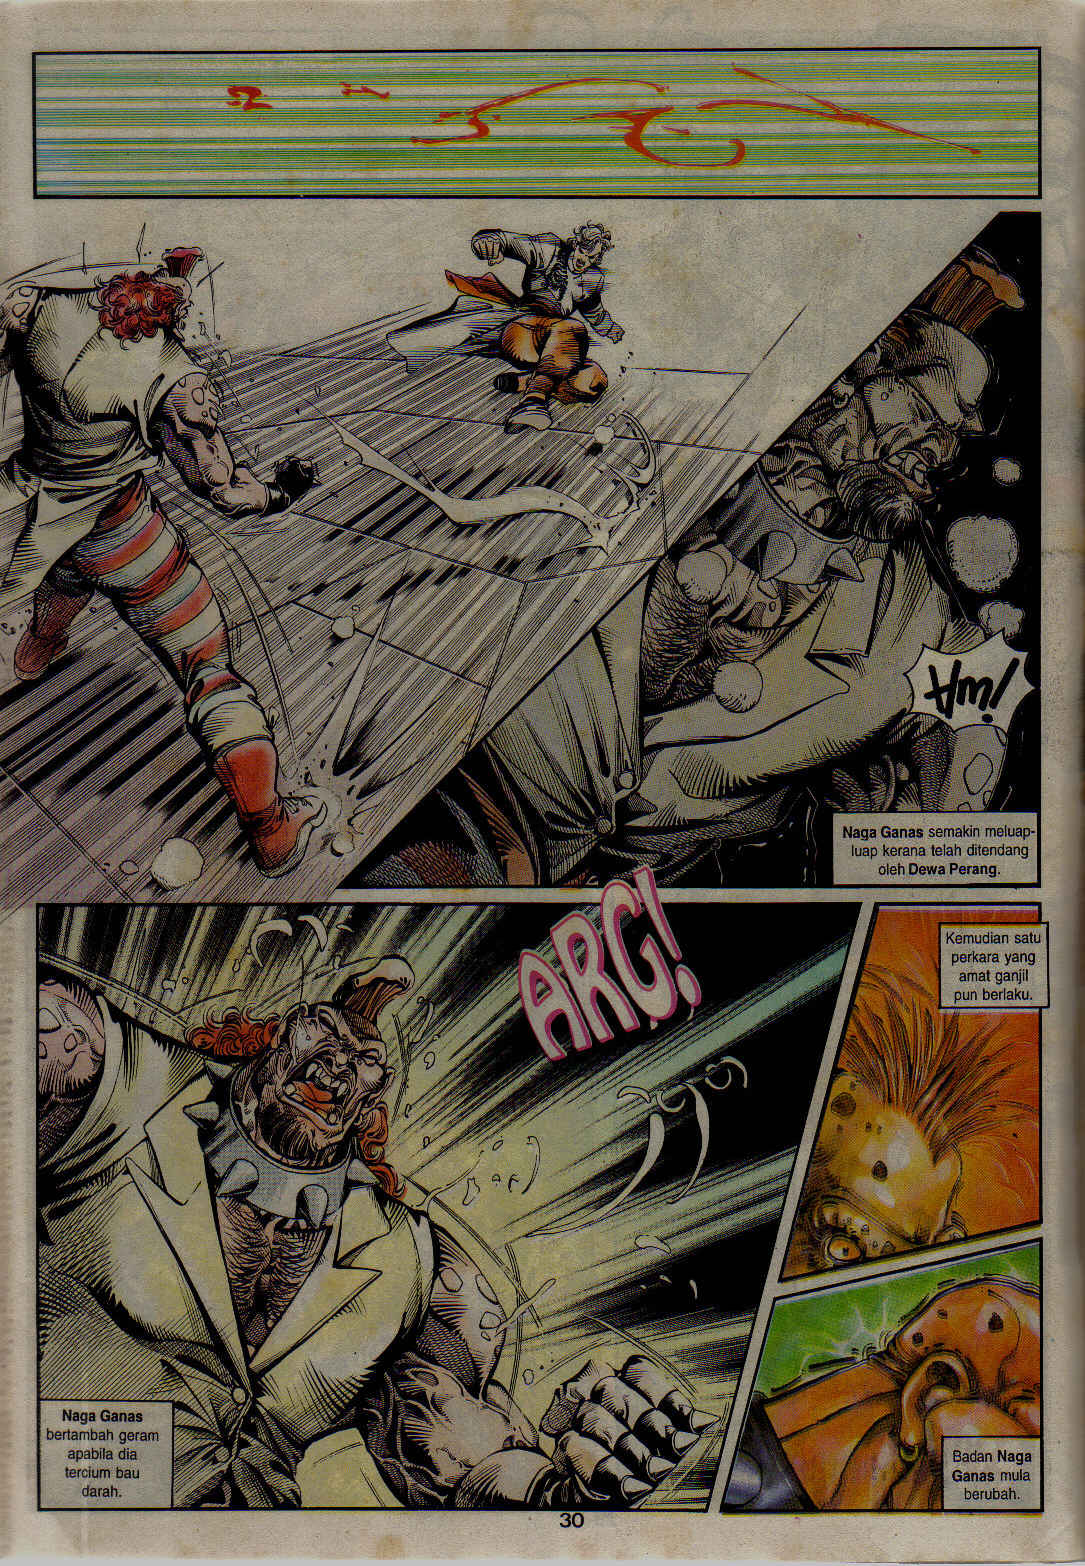 !WA
Naga Ganas semakin meluap-
luap kerana telah ditendang
oleh Dewa Perang.
ARG!
Kemudian satu
perkara yang
amat ganjil
pun berlaku.
Naga Ganas
bertambah geram
apabila dia
tercium bau
darah.
Badan Naga
Ganas mula
berubah.
30